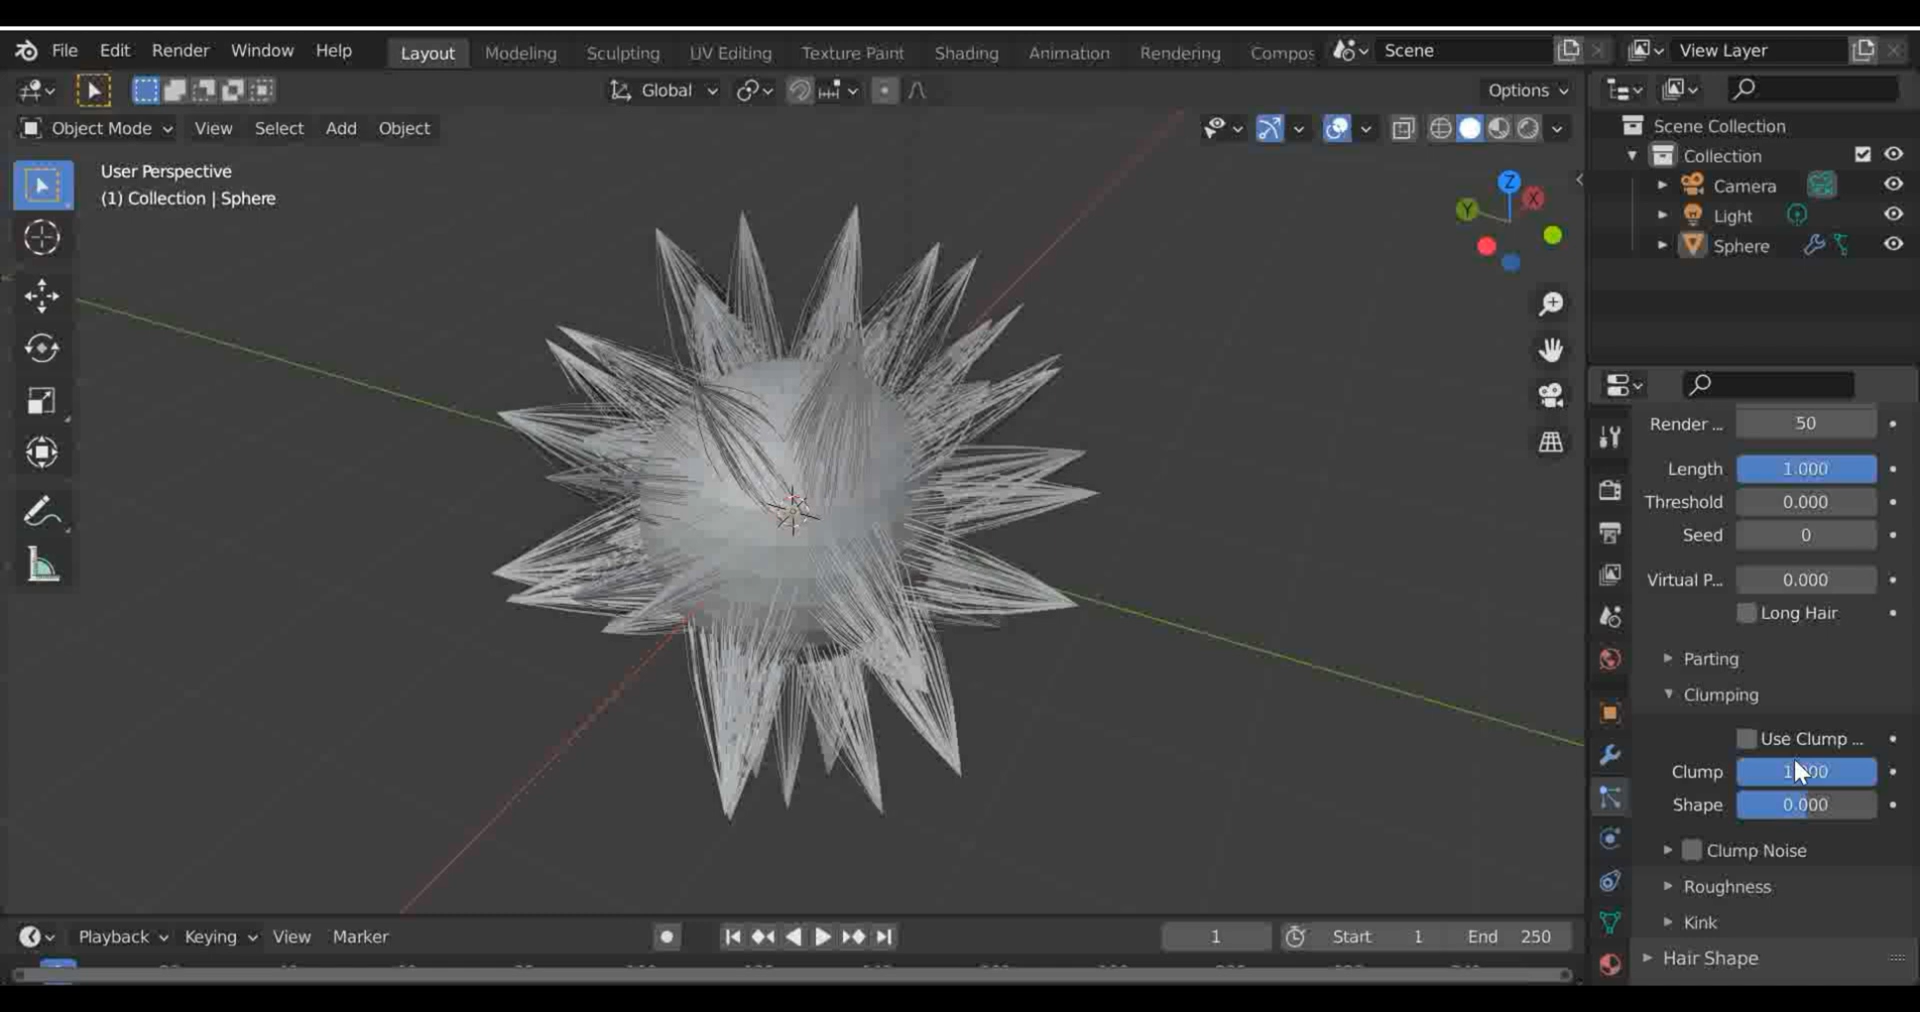 File Edit Render Window Help Layout Modeling Sculpting UV Editing Texture Paint Shading Animation Rendering Compos Scene View Layer
Global Options
Object Mode View Select Add Object
User Perspective
(1) Collection | Sphere
Z
X
Y
Scene Collection
Collection
Camera
Light
Sphere
Render ... 50
Length 1.000
Threshold 0.000
Seed 0
Virtual P... 0.000
Long Hair
Parting
Clumping
Use Clump ...
Clump
Shape 0.000
Clump Noise
Roughness
Kink
Hair Shape
Playback Keying View Marker 1 Start 1 End 250